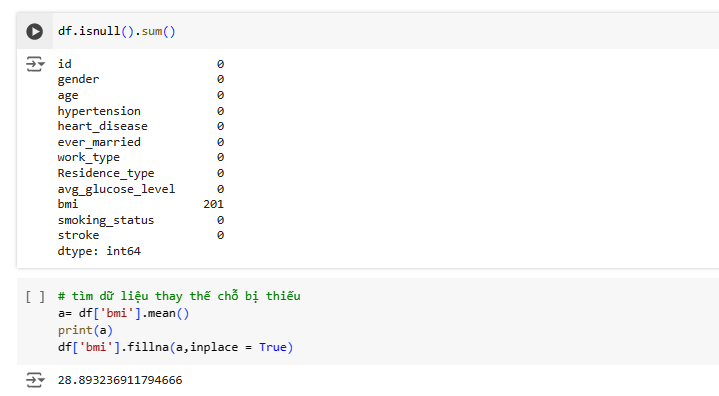 df.isnull().sum()
id 0
gender 0
age 0
hypertension 0
heart_disease 0
ever_married 0
work_type 0
Residence_type 0
avg_glucose_level 0
bmi 201
smoking_status 0
stroke 0
dtype: int64
[ ] # tìm dữ liệu thay thế chỗ bị thiếu
a= df['bmi'].mean()
print(a)
df['bmi'].fillna(a,inplace = True)
28.893236911794666